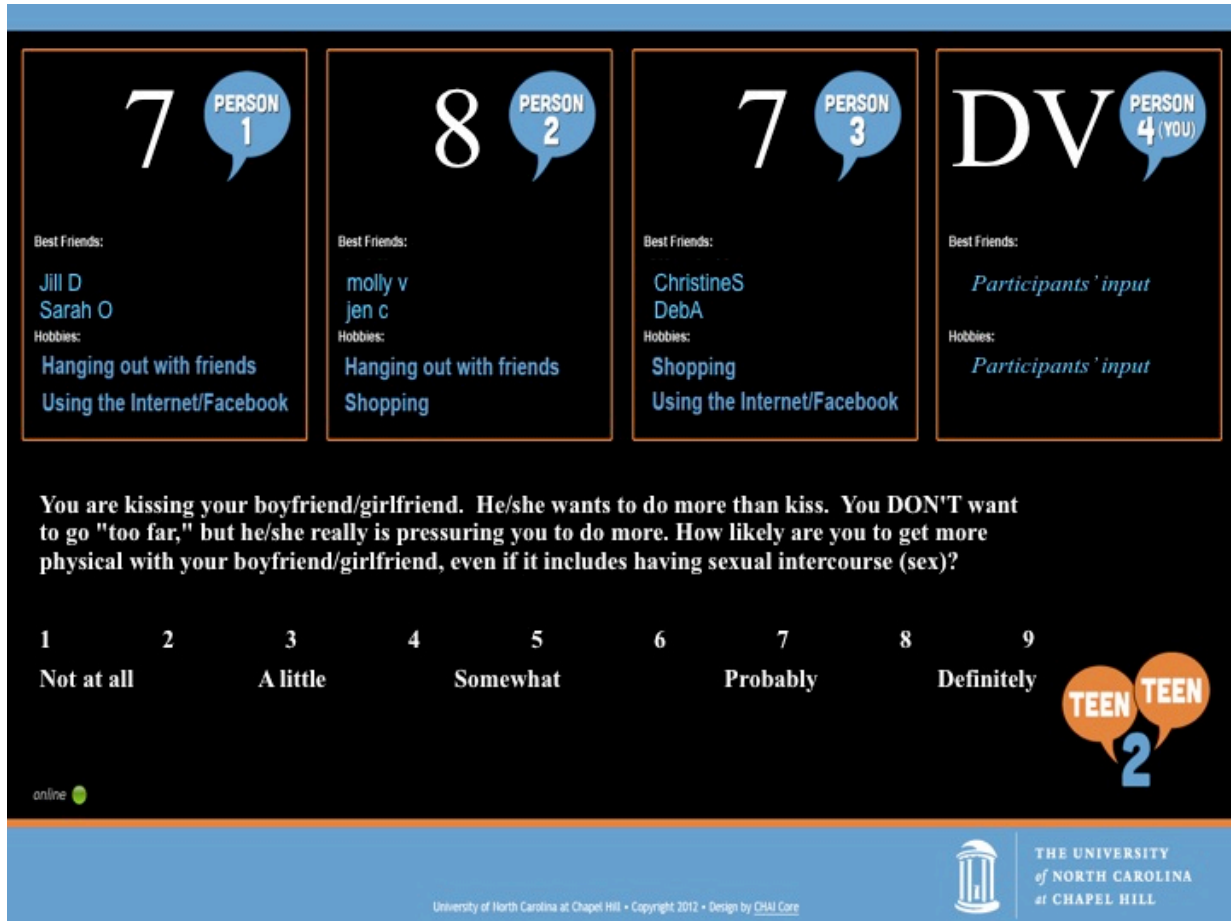 7
PERSON
1
Best Friends:
Jill D
Sarah O
Hobbies:
Hanging out with friends
Using the Internet/Facebook
8
PERSON
2
Best Friends:
molly v
jen c
Hobbies:
Hanging out with friends
Shopping
7
PERSON
3
Best Friends:
ChristineS
DebA
Hobbies:
Shopping
Using the Internet/Facebook
DV
PERSON
4 (YOU)
Best Friends:
Participants' input
Hobbies:
Participants' input
You are kissing your boyfriend/girlfriend. He/she wants to do more than kiss. You DON'T want
to go "too far," but he/she really is pressuring you to do more. How likely are you to get more
physical with your boyfriend/girlfriend, even if it includes having sexual intercourse (sex)?
1 2 3 4 5 6 7 8 9
Not at all A little Somewhat Probably Definitely
TEEN TEEN
2
online
University of North Carolina at Chapel Hill • Copyright 2012 • Design by CHAI Core
THE UNIVERSITY
of NORTH CAROLINA
at CHAPEL HILL